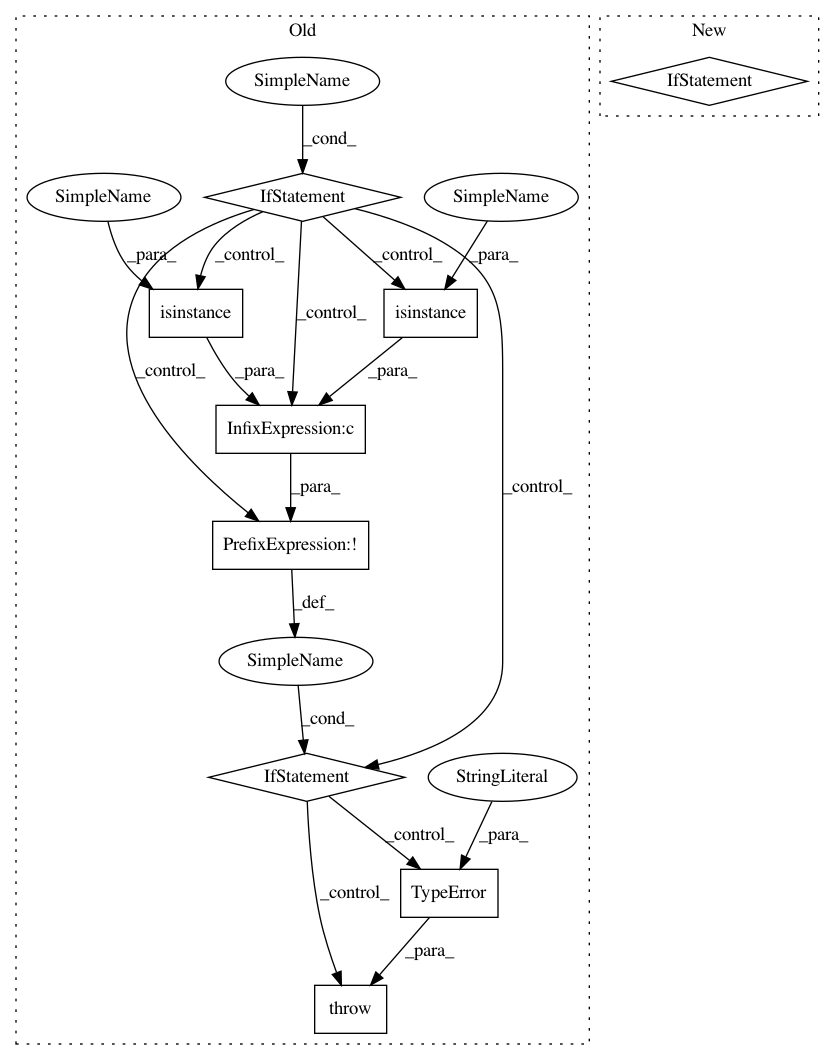 Old
New
SimpleName
IfStatement
_cond_
SimpleName
IfStatement
SimpleName
_para_
_control_
_control_
_para_
isinstance
_control_
isinstance
_control_
_para_
_para_
InfixExpression:c
_para_
_control_
PrefixExpression:!
_def_
SimpleName
_cond_
IfStatement
StringLiteral
_control_
_para_
_control_
TypeError
_para_
throw